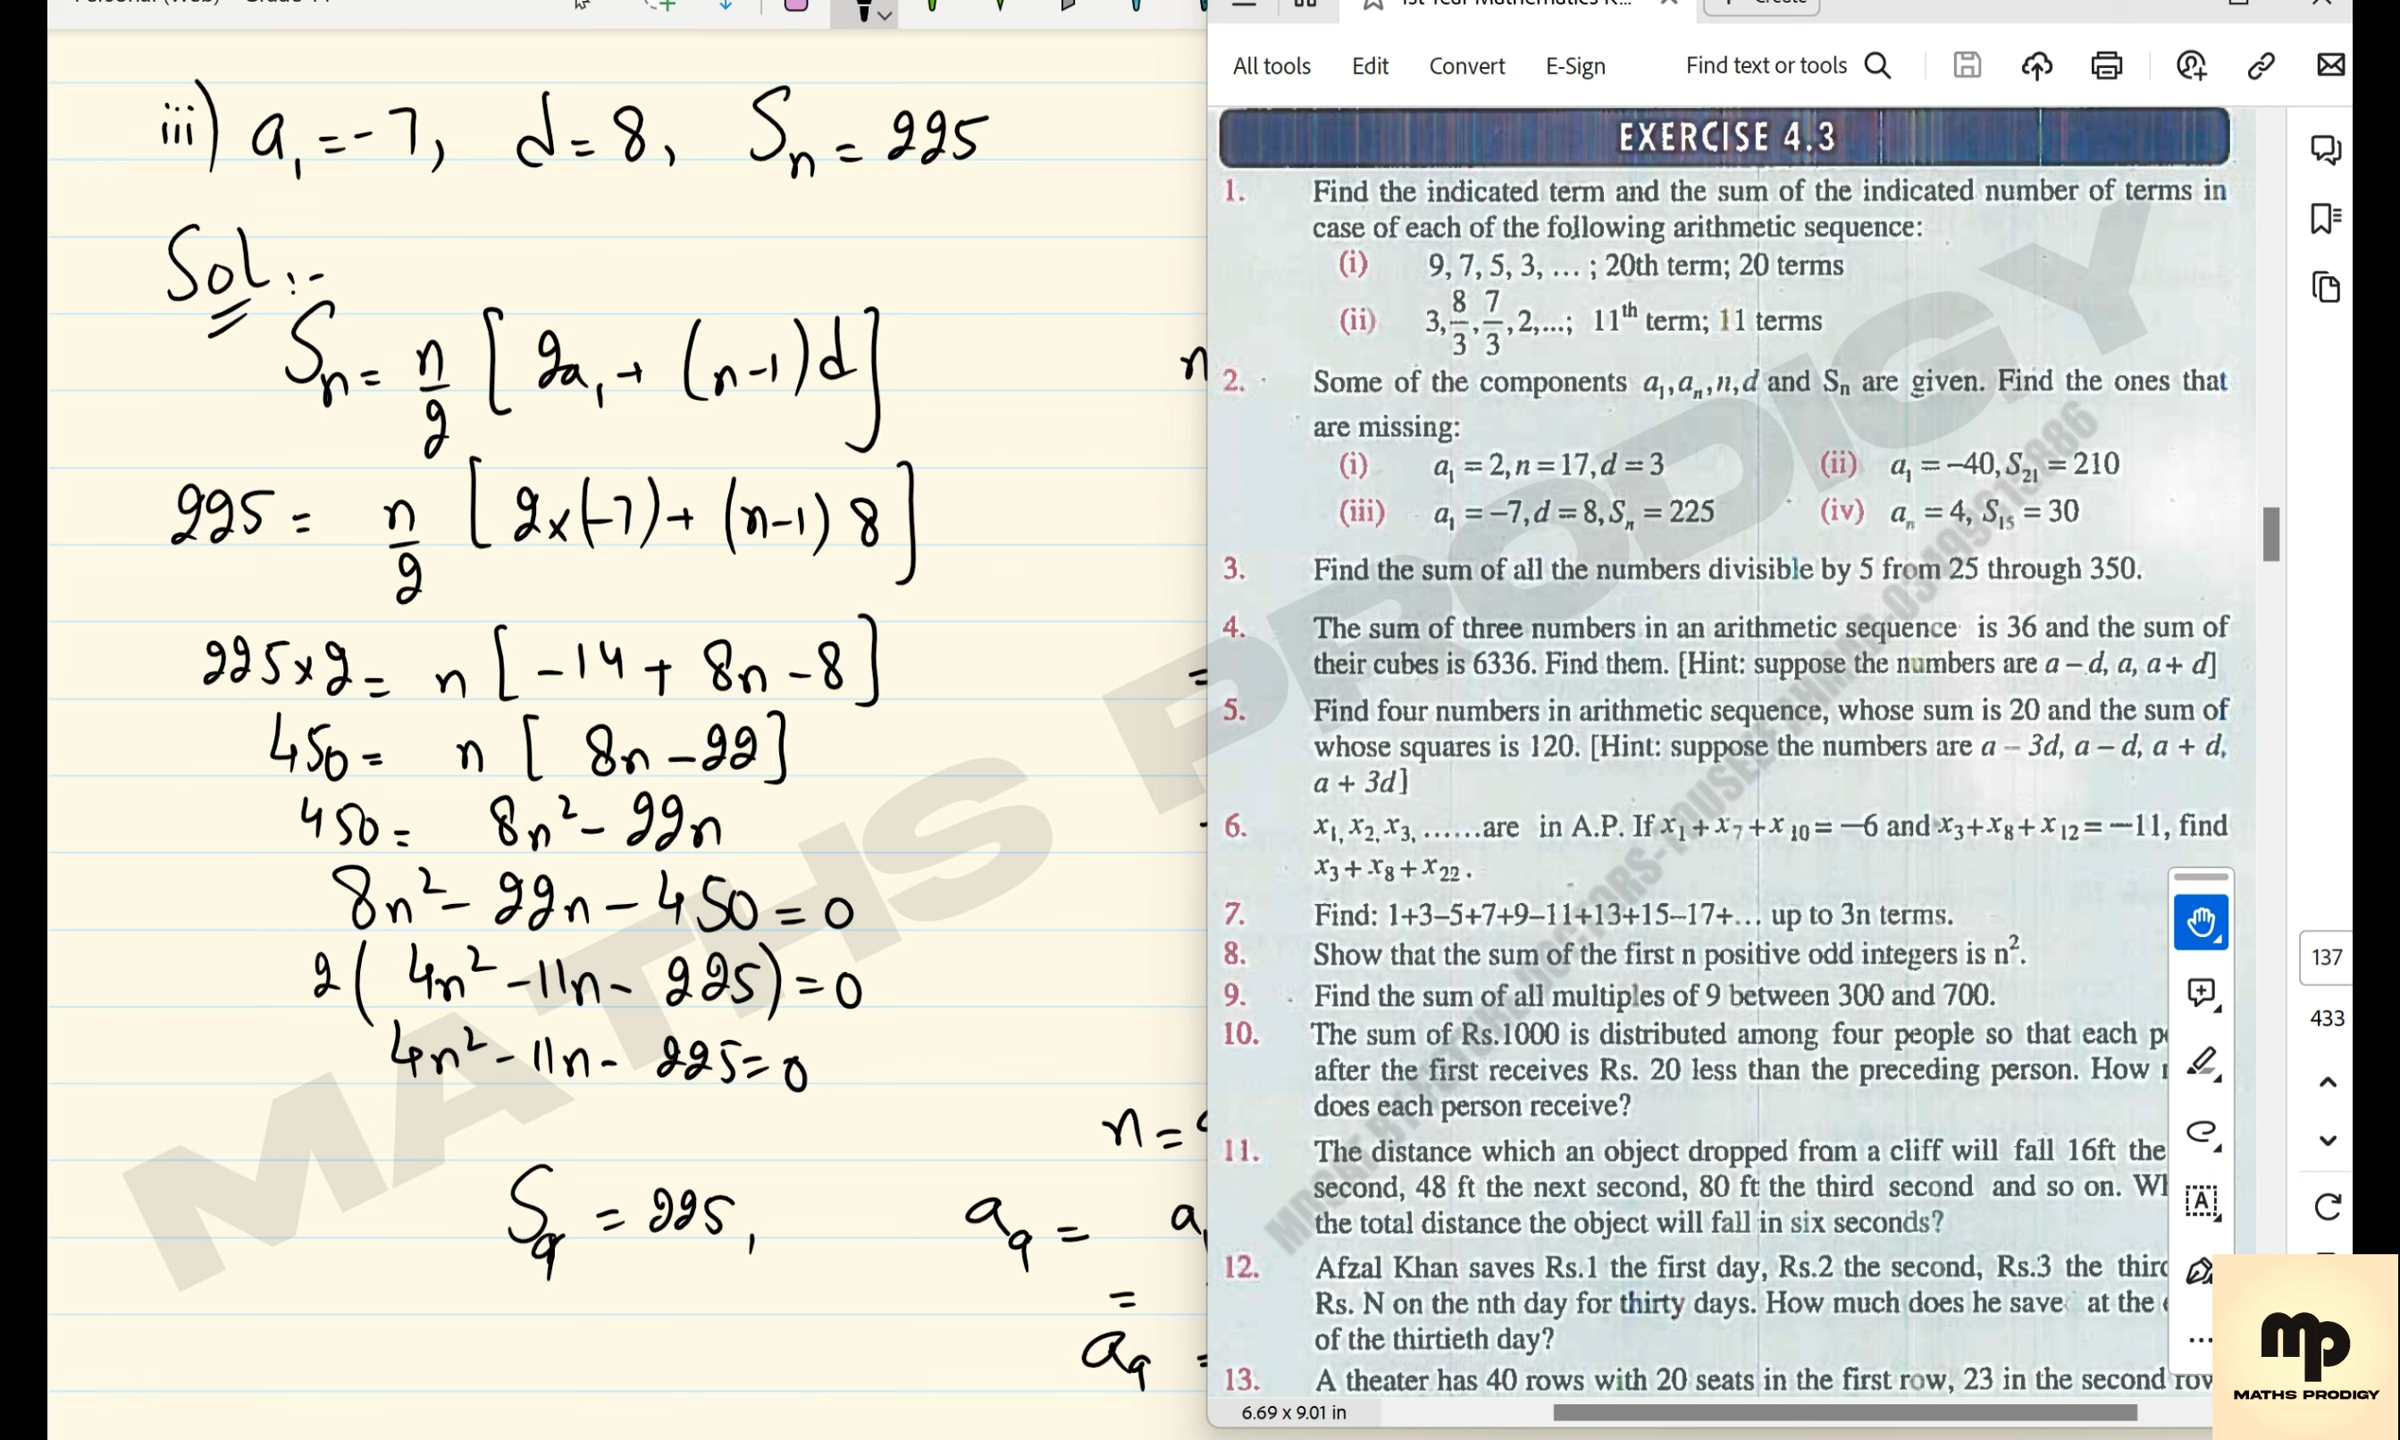 All tools Edit Convert E-Sign Find text or tools
iii) a₁ = -7, d = 8, Sₙ = 225
Sol :-
Sₙ = n/2 [2a₁ + (n-1)d]
225 = n/2 [2×(-7) + (n-1) 8]
225×2 = n [-14 + 8n - 8]
450 = n [8n - 22]
450 = 8n² - 22n
8n² - 22n - 450 = 0
2(4n² - 11n - 225) = 0
4n² - 11n - 225 = 0
n =
S₉ = 225, a₉ = a₁
=
a₉ =
EXERCISE 4.3
1. Find the indicated term and the sum of the indicated number of terms in
case of each of the following arithmetic sequence:
(i) 9, 7, 5, 3, … ; 20th term; 20 terms
(ii) 3, 8/3, 7/3, 2,...; 11th term; 11 terms
2. Some of the components a₁, aₙ, n, d and Sₙ are given. Find the ones that
are missing:
(i) a₁ = 2, n = 17, d = 3 (ii) a₁ = –40, S₂₁ = 210
(iii) a₁ = –7, d = 8, Sₙ = 225 (iv) aₙ = 4, S₁₅ = 30
3. Find the sum of all the numbers divisible by 5 from 25 through 350.
4. The sum of three numbers in an arithmetic sequence is 36 and the sum of
their cubes is 6336. Find them. [Hint: suppose the numbers are a – d, a, a + d]
5. Find four numbers in arithmetic sequence, whose sum is 20 and the sum of
whose squares is 120. [Hint: suppose the numbers are a – 3d, a – d, a + d,
a + 3d]
6. x₁, x₂, x₃, ……are in A.P. If x₁+x₇+x₁₀= –6 and x₃+x₈+x₁₂= –11, find
x₃+x₈+x₂₂.
7. Find: 1+3–5+7+9–11+13+15–17+… up to 3n terms.
8. Show that the sum of the first n positive odd integers is n².
9. Find the sum of all multiples of 9 between 300 and 700.
10. The sum of Rs.1000 is distributed among four people so that each
after the first receives Rs. 20 less than the preceding person. How
does each person receive?
11. The distance which an object dropped from a cliff will fall 16ft the
second, 48 ft the next second, 80 ft the third second and so on.
the total distance the object will fall in six seconds?
12. Afzal Khan saves Rs.1 the first day, Rs.2 the second, Rs.3 the
Rs. N on the nth day for thirty days. How much does he save at the
of the thirtieth day?
13. A theater has 40 rows with 20 seats in the first row, 23 in the second
6.69 x 9.01 in
137
433
MATHS PRODIGY
mp
MATHS PRODIGY